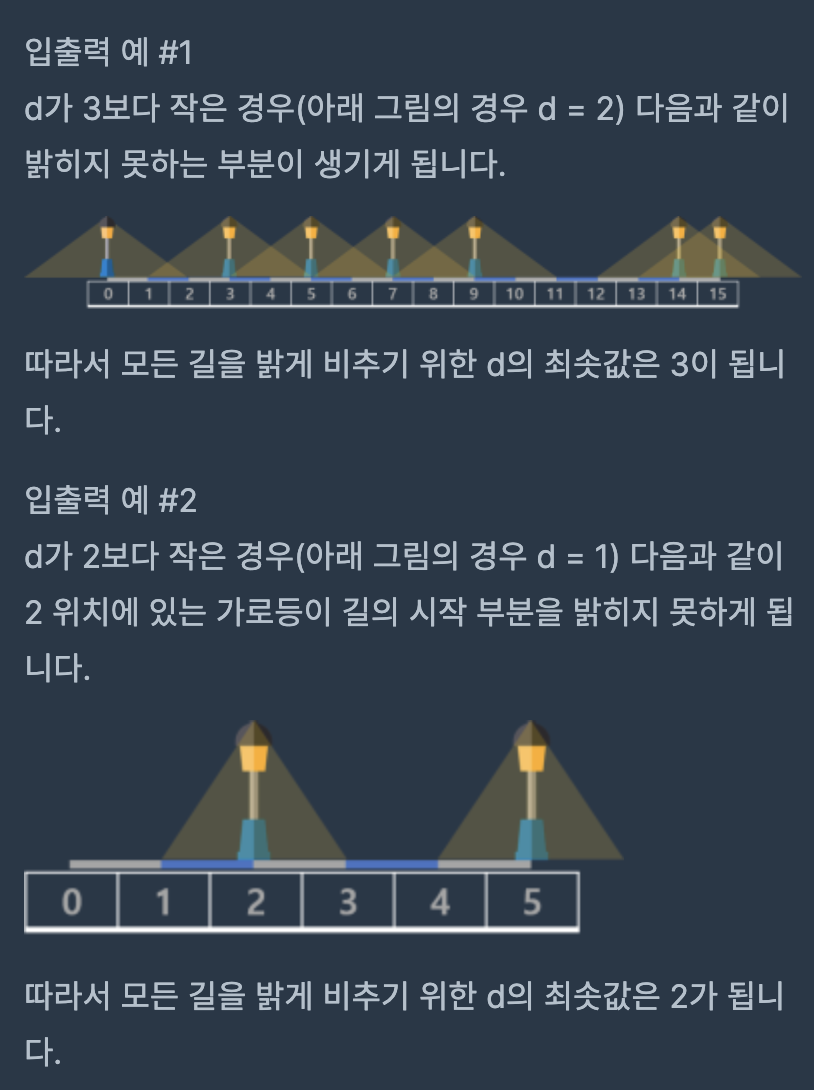 입출력 예 #1
d가 3보다 작은 경우(아래 그림의 경우 d = 2) 다음과 같이
밝히지 못하는 부분이 생기게 됩니다.
0 1 2 3 4 5 6 7 8 9 10 11 12 13 14 15
따라서 모든 길을 밝게 비추기 위한 d의 최솟값은 3이 됩니
다.
입출력 예 #2
d가 2보다 작은 경우(아래 그림의 경우 d = 1) 다음과 같이
2 위치에 있는 가로등이 길의 시작 부분을 밝히지 못하게 됩
니다.
0 1 2 3 4 5
따라서 모든 길을 밝게 비추기 위한 d의 최솟값은 2가 됩니
다.